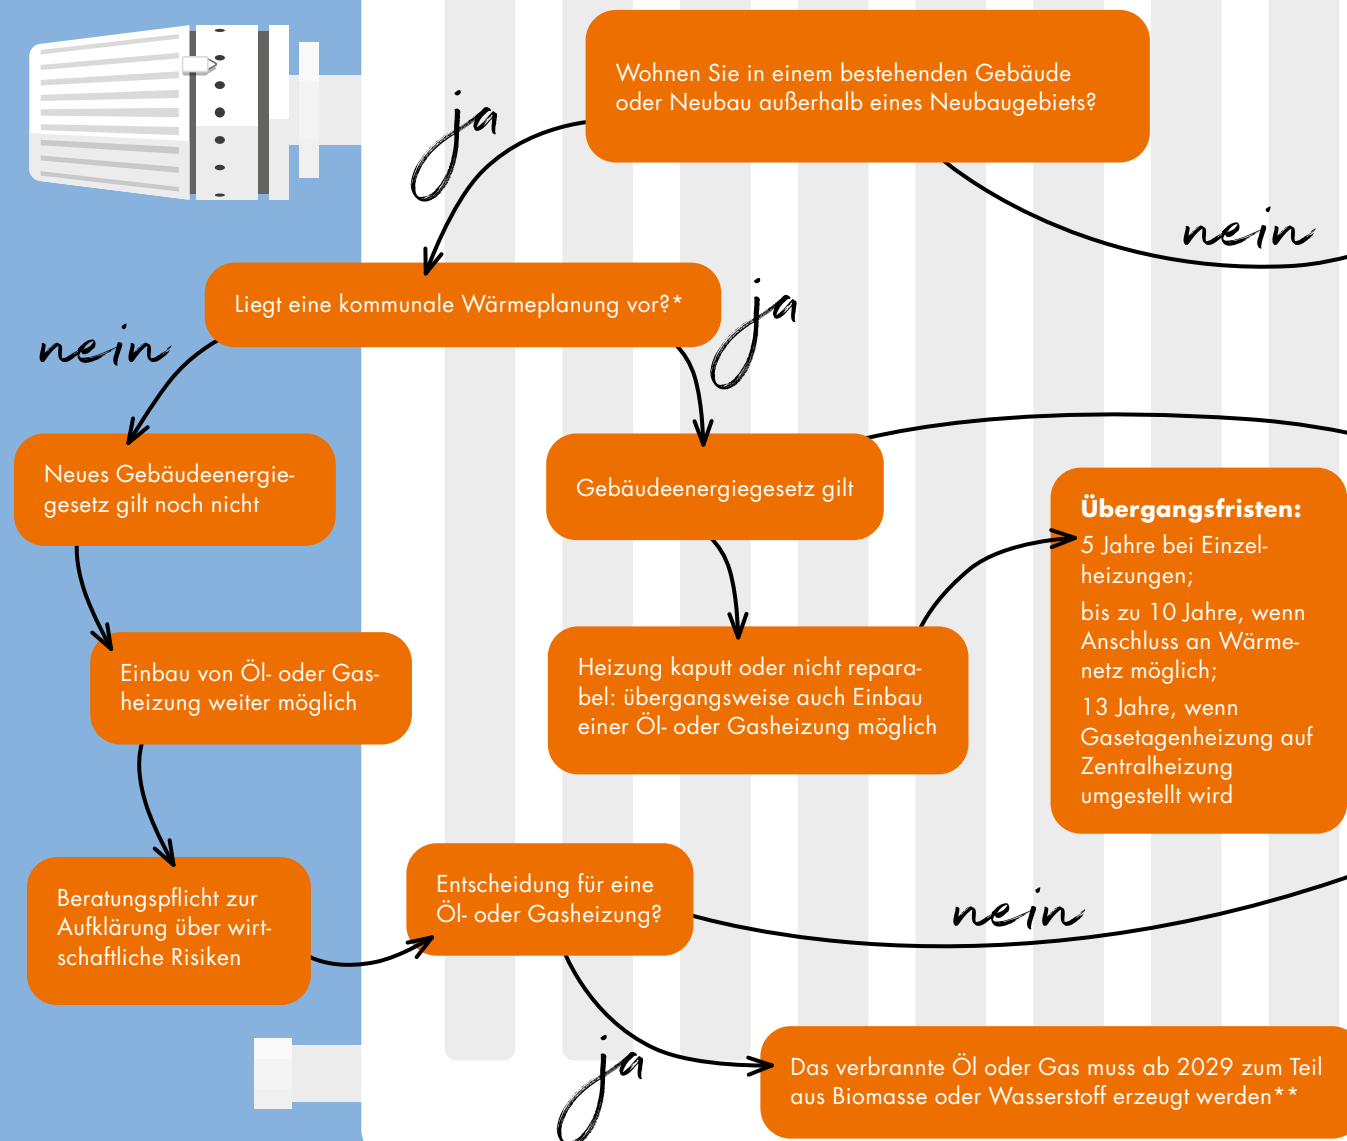 Wohnen Sie in einem bestehenden Gebäude
oder Neubau außerhalb eines Neubaugebiets?
ja
nein
Liegt eine kommunale Wärmeplanung vor?*
nein
ja
Neues Gebäudeenergie-
gesetz gilt noch nicht
Gebäudeenergiegesetz gilt
Übergangsfristen:
5 Jahre bei Einzel-
heizungen;
bis zu 10 Jahre, wenn
Anschluss an Wärme-
netz möglich;
13 Jahre, wenn
Gasetagenheizung auf
Zentralheizung
umgestellt wird
Einbau von Öl- oder Gas-
heizung weiter möglich
Heizung kaputt oder nicht repara-
bel: übergangsweise auch Einbau
einer Öl- oder Gasheizung möglich
Beratungspflicht zur
Aufklärung über wirt-
schaftliche Risiken
Entscheidung für eine
Öl- oder Gasheizung?
nein
ja
Das verbrannte Öl oder Gas muss ab 2029 zum Teil
aus Biomasse oder Wasserstoff erzeugt werden**